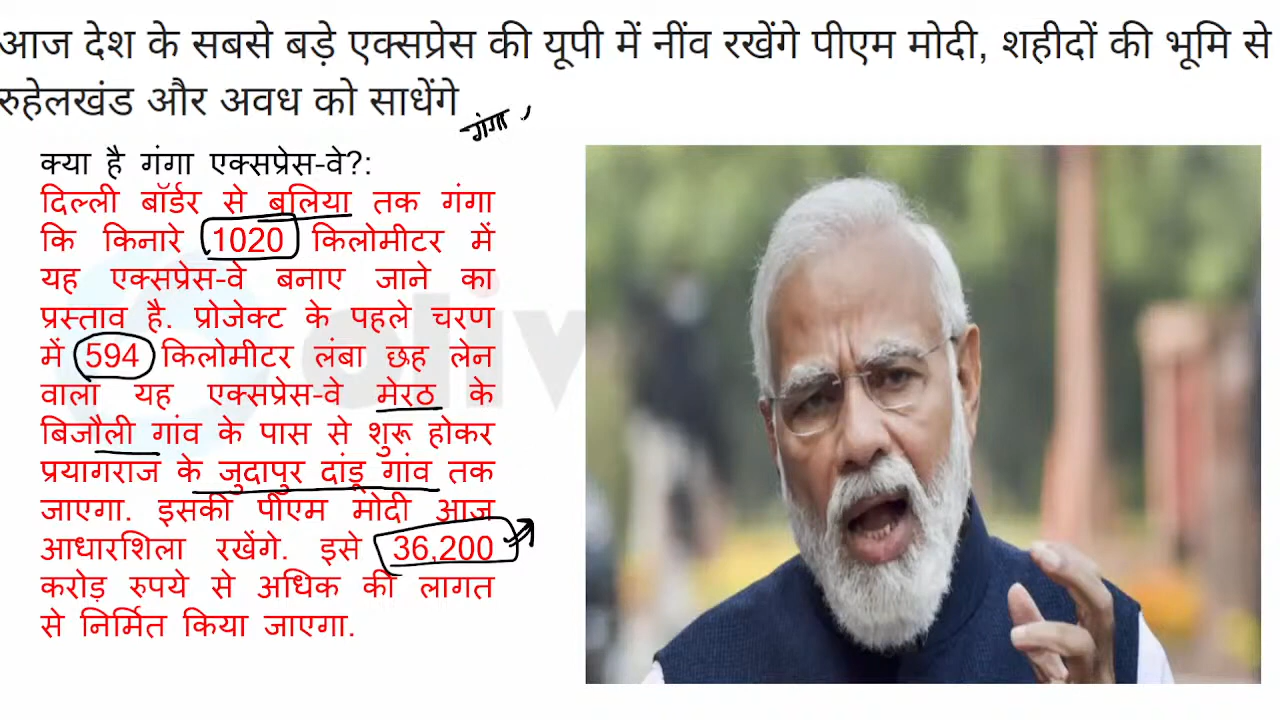 आज देश के सबसे बड़े एक्सप्रेस की यूपी में नींव रखेंगे पीएम मोदी, शहीदों की भूमि से
रुहेलखंड और अवध को साधेंगे
गंगा
क्या है गंगा एक्सप्रेस-वे?:
दिल्ली बॉर्डर से बलिया तक गंगा
कि किनारे 1020 किलोमीटर में
यह एक्सप्रेस-वे बनाए जाने का
प्रस्ताव है. प्रोजेक्ट के पहले चरण
में 594 किलोमीटर लंबा छह लेन
वाला यह एक्सप्रेस-वे मेरठ के
बिजौली गांव के पास से शुरू होकर
प्रयागराज के जुदापुर दांडू गांव तक
जाएगा. इसकी पीएम मोदी आज
आधारशिला रखेंगे. इसे 36,200
करोड़ रुपये से अधिक की लागत
से निर्मित किया जाएगा.